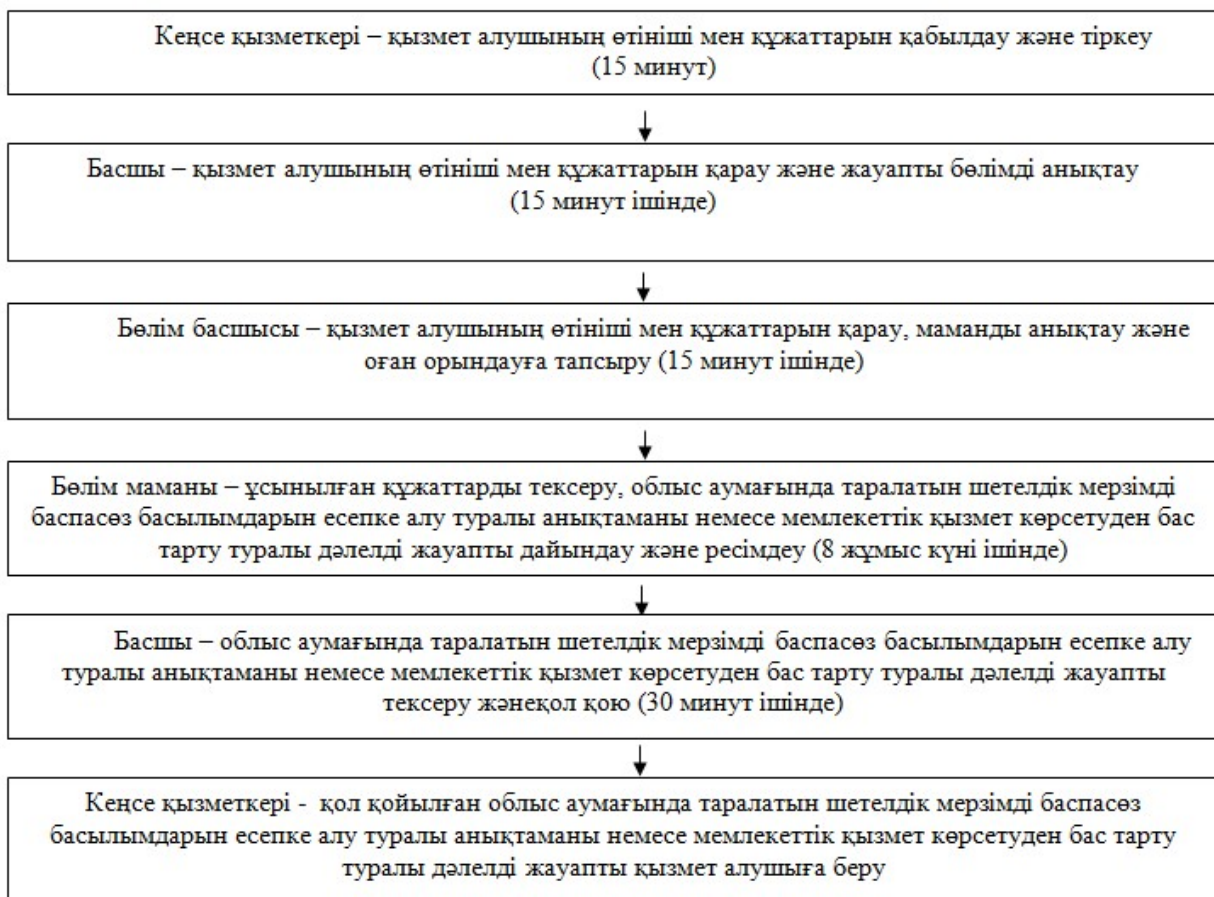 Кеңсе қызметкері – қызмет алушының өтініші мен құжаттарын қабылдау және тіркеу
(15 минут)
Басшы – қызмет алушының өтініші мен құжаттарын қарау және жауапты бөлімді анықтау
(15 минут ішінде)
Бөлім басшысы – қызмет алушының өтініші мен құжаттарын қарау, маманды анықтау және
оған орындауға тапсыру (15 минут ішінде)
Бөлім маманы – ұсынылған құжаттарды тексеру, облыс аумағында таралатын шетелдік мерзімді
баспасөз басылымдарын есепке алу туралы анықтаманы немесе мемлекеттік қызмет көрсетуден бас
тарту туралы дәлелді жауапты дайындау және ресімдеу (8 жұмыс күні ішінде)
Басшы – облыс аумағында таралатын шетелдік мерзімді баспасөз басылымдарын есепке алу
туралы анықтаманы немесе мемлекеттік қызмет көрсетуден бас тарту туралы дәлелді жауапты
тексеру жәнеқол қою (30 минут ішінде)
Кеңсе қызметкері - қол қойылған облыс аумағында таралатын шетелдік мерзімді баспасөз
басылымдарын есепке алу туралы анықтаманы немесе мемлекеттік қызмет көрсетуден бас тарту
туралы дәлелді жауапты қызмет алушыға беру